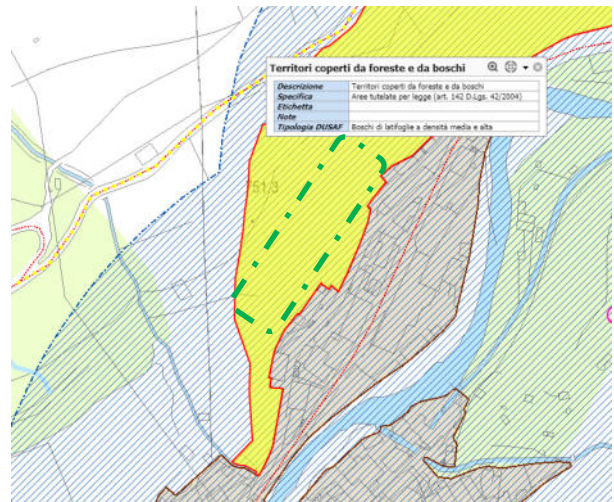 Territori coperti da foreste e da boschi
Descrizione Territori coperti da foreste e da boschi
Specifica Aree tutelate per legge (art. 142 D.Lgs. 42/2004)
Etichetta
Note
Tipologia DUSAF Boschi di latifoglie a densità media e alta
751,3